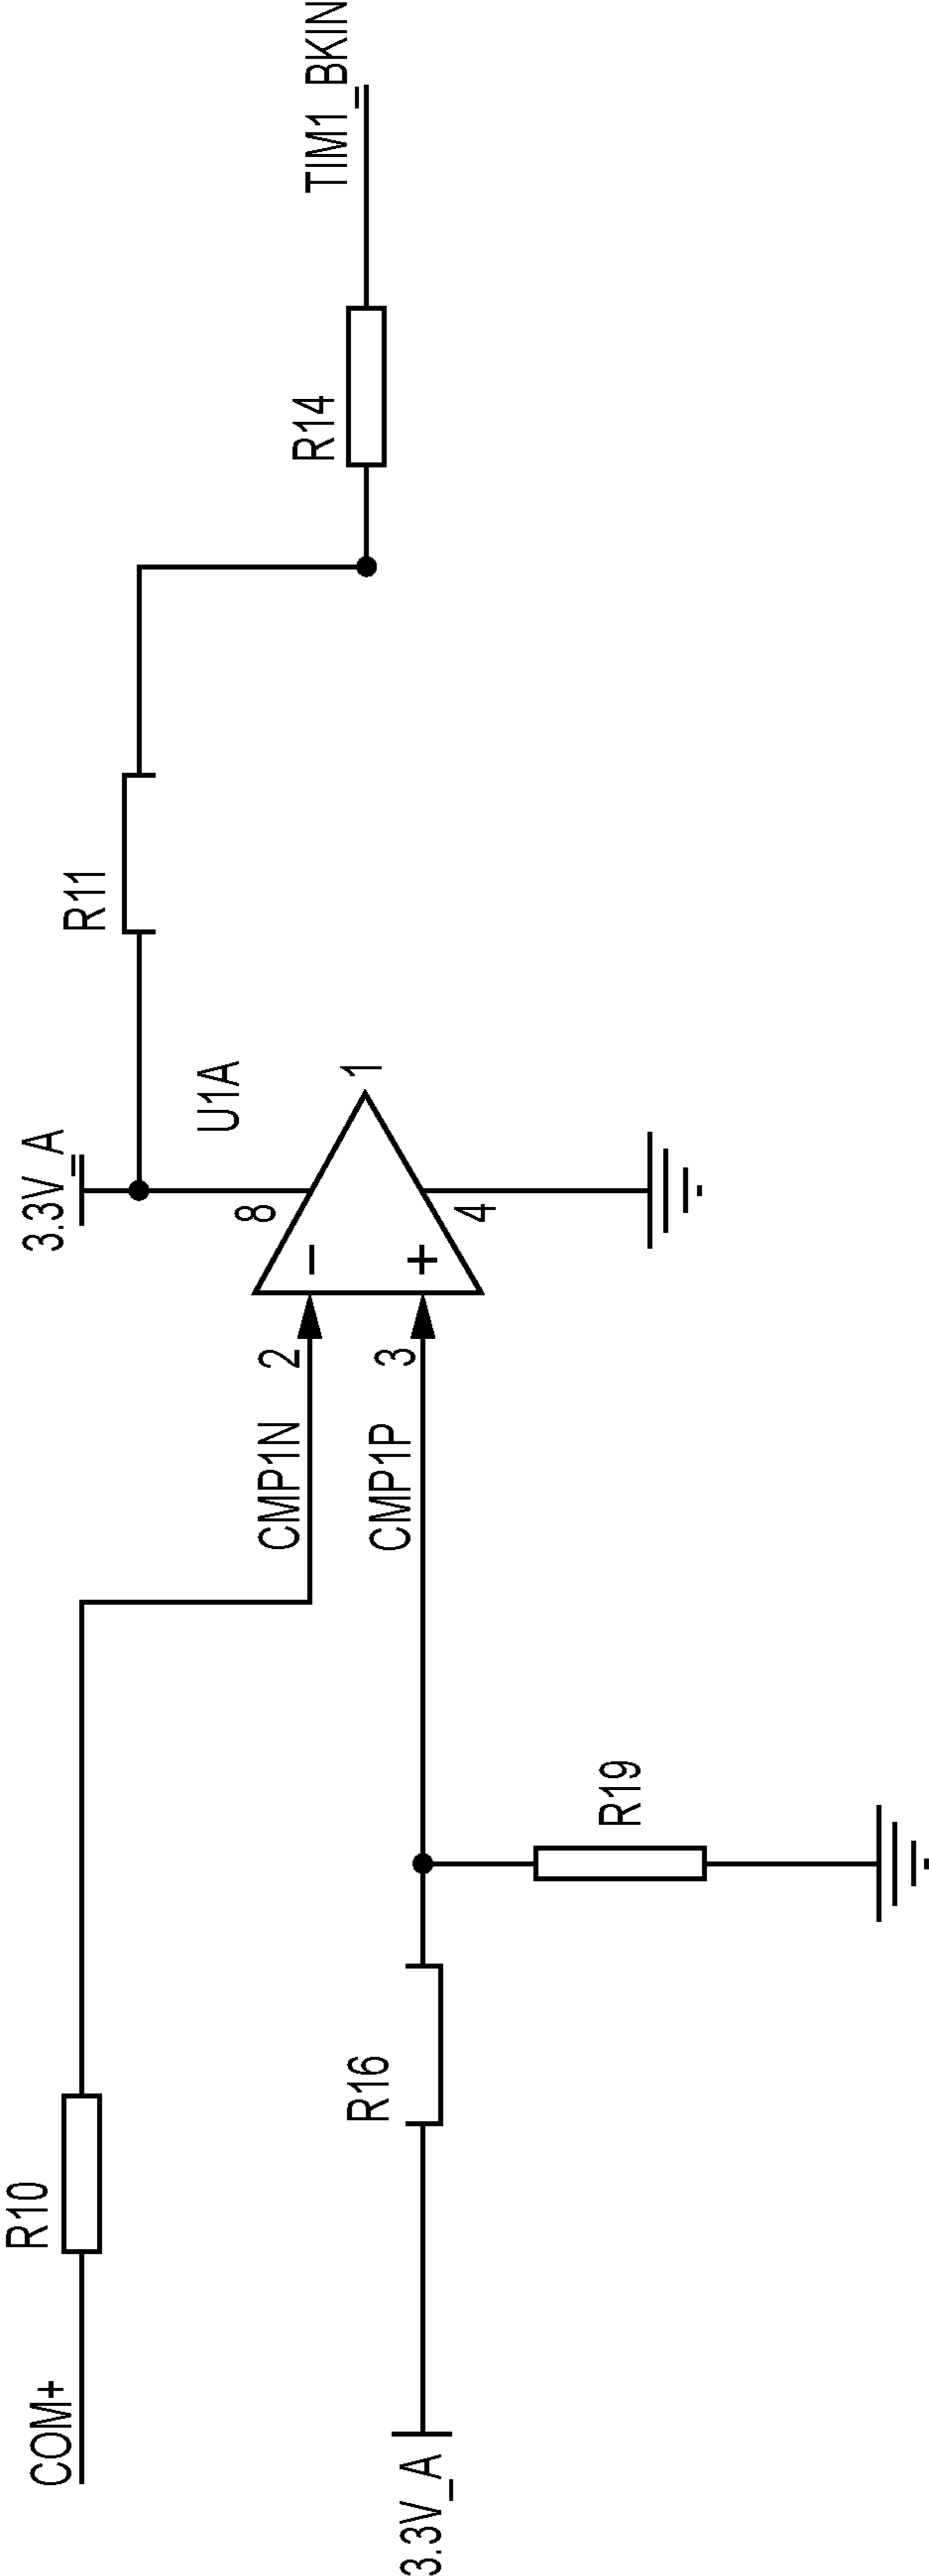 COM+
R10
3.3V_A
R16
R19
CMP1N
CMP1P
2
3
-
+
8
4
3.3V_A
U1A
1
R11
R14
TIM1_BKIN